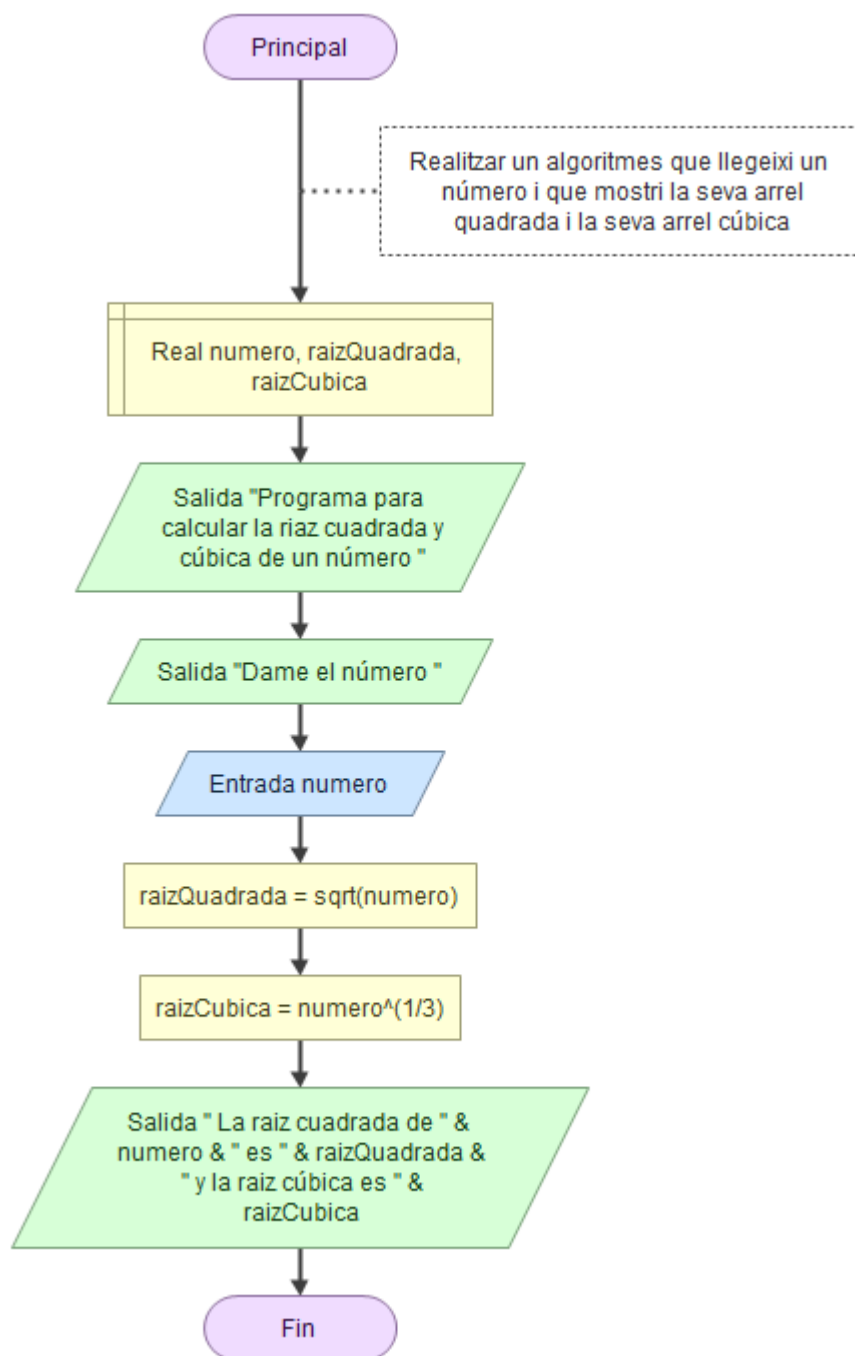 Principal
Realitzar un algoritmes que llegeixi un
número i que mostri la seva arrel
quadrada i la seva arrel cúbica
Real numero, raizQuadrada,
raizCubica
Salida "Programa para
calcular la riaz cuadrada y
cúbica de un número "
Salida "Dame el número "
Entrada numero
raizQuadrada = sqrt(numero)
raizCubica = numero^(1/3)
Salida " La raiz cuadrada de " &
numero & " es " & raizQuadrada &
" y la raiz cúbica es " &
raizCubica
Fin